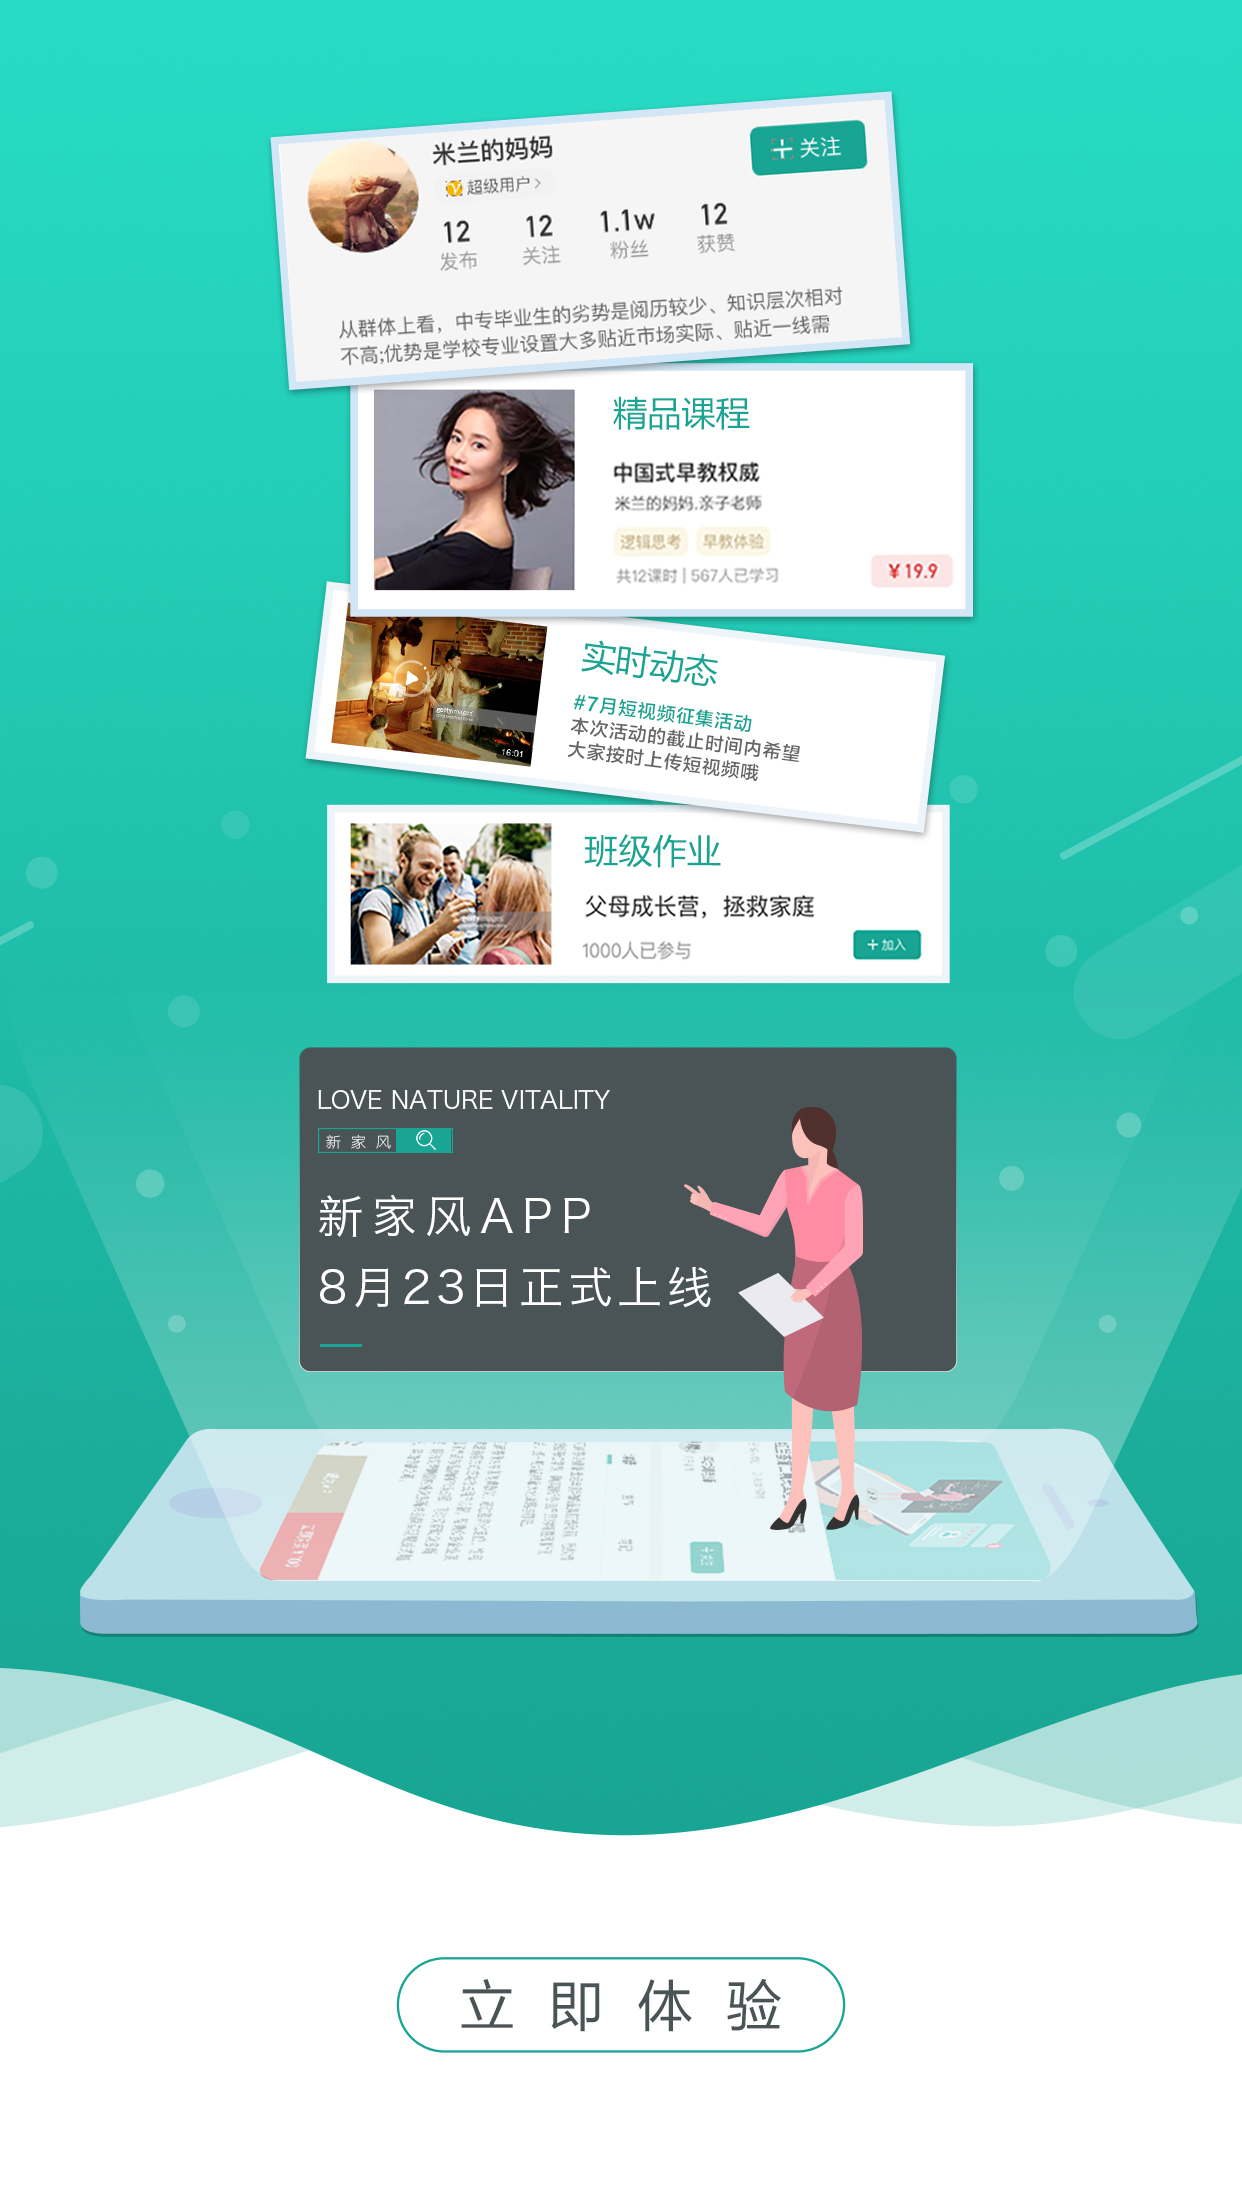 米兰的妈妈
超级用户
关注
12 12 1.1w 12
发布 关注 粉丝 获赞
从群体上看，中专毕业生的劣势是阅历较少、知识层次相对
不高;优势是学校专业设置大多贴近市场实际、贴近一线需
精品课程
中国式早教权威
米兰的妈妈.亲子老师
逻辑思考 早教体验
共12课时 | 567人已学习
¥19.9
实时动态
#7月短视频征集活动
本次活动的截止时间内希望
大家按时上传短视频哦
gettyimages
16:01
班级作业
父母成长营，拯救家庭
1000人已参与
加入
gettyimages
LOVE NATURE VITALITY
新家风
新家风APP
8月23日正式上线
立即体验